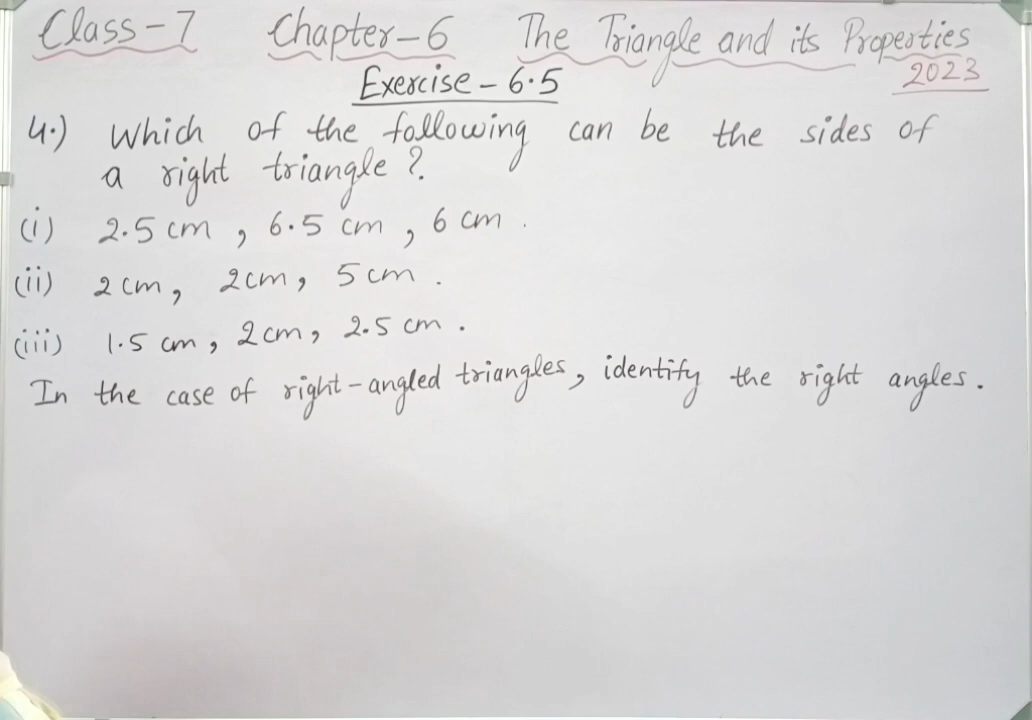 Class-7 Chapter-6 The Triangle and its Properties
2023
Exercise-6.5
4.) Which of the following can be the sides of
a right triangle?
(i) 2.5 cm, 6.5 cm, 6 cm.
(ii) 2 cm, 2 cm, 5 cm.
(iii) 1.5 cm, 2 cm, 2.5 cm.
In the case of right-angled triangles, identify the right angles.